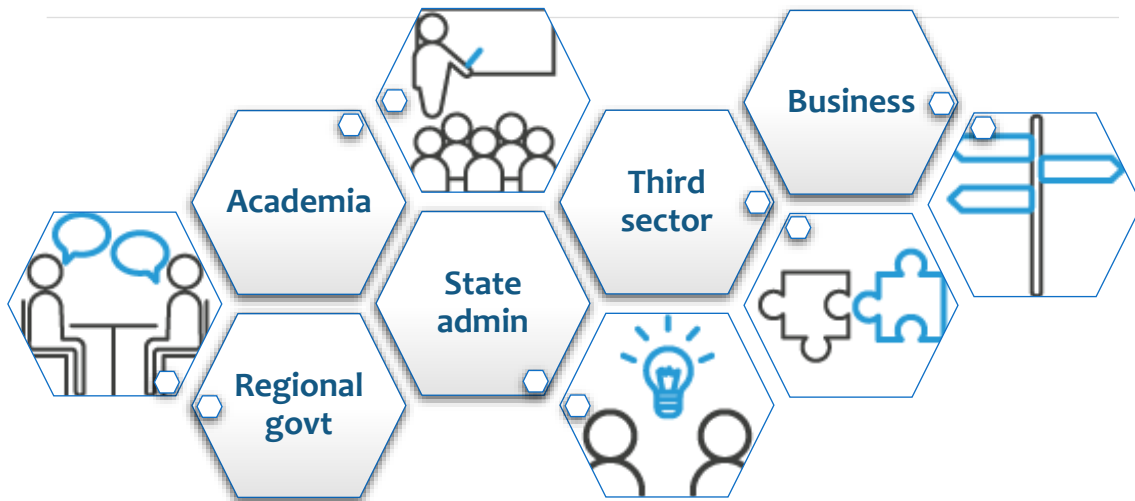 Business
Academia
Third
sector
State
admin
Regional
govt